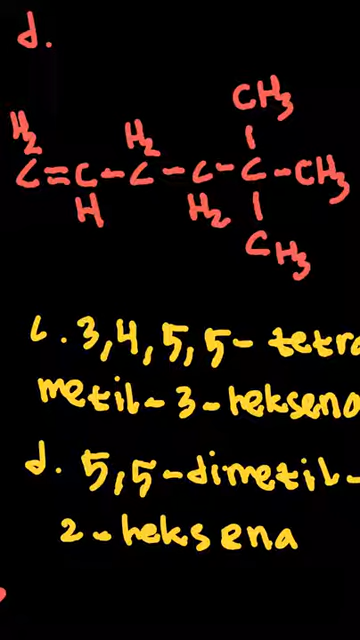 d.
CH3
H2 H2
C=C-C-C-C-CH3
H H2
CH3
c. 3,4,5,5-tetra
metil-3-heksena
d. 5,5-dimetil-
2-heksena